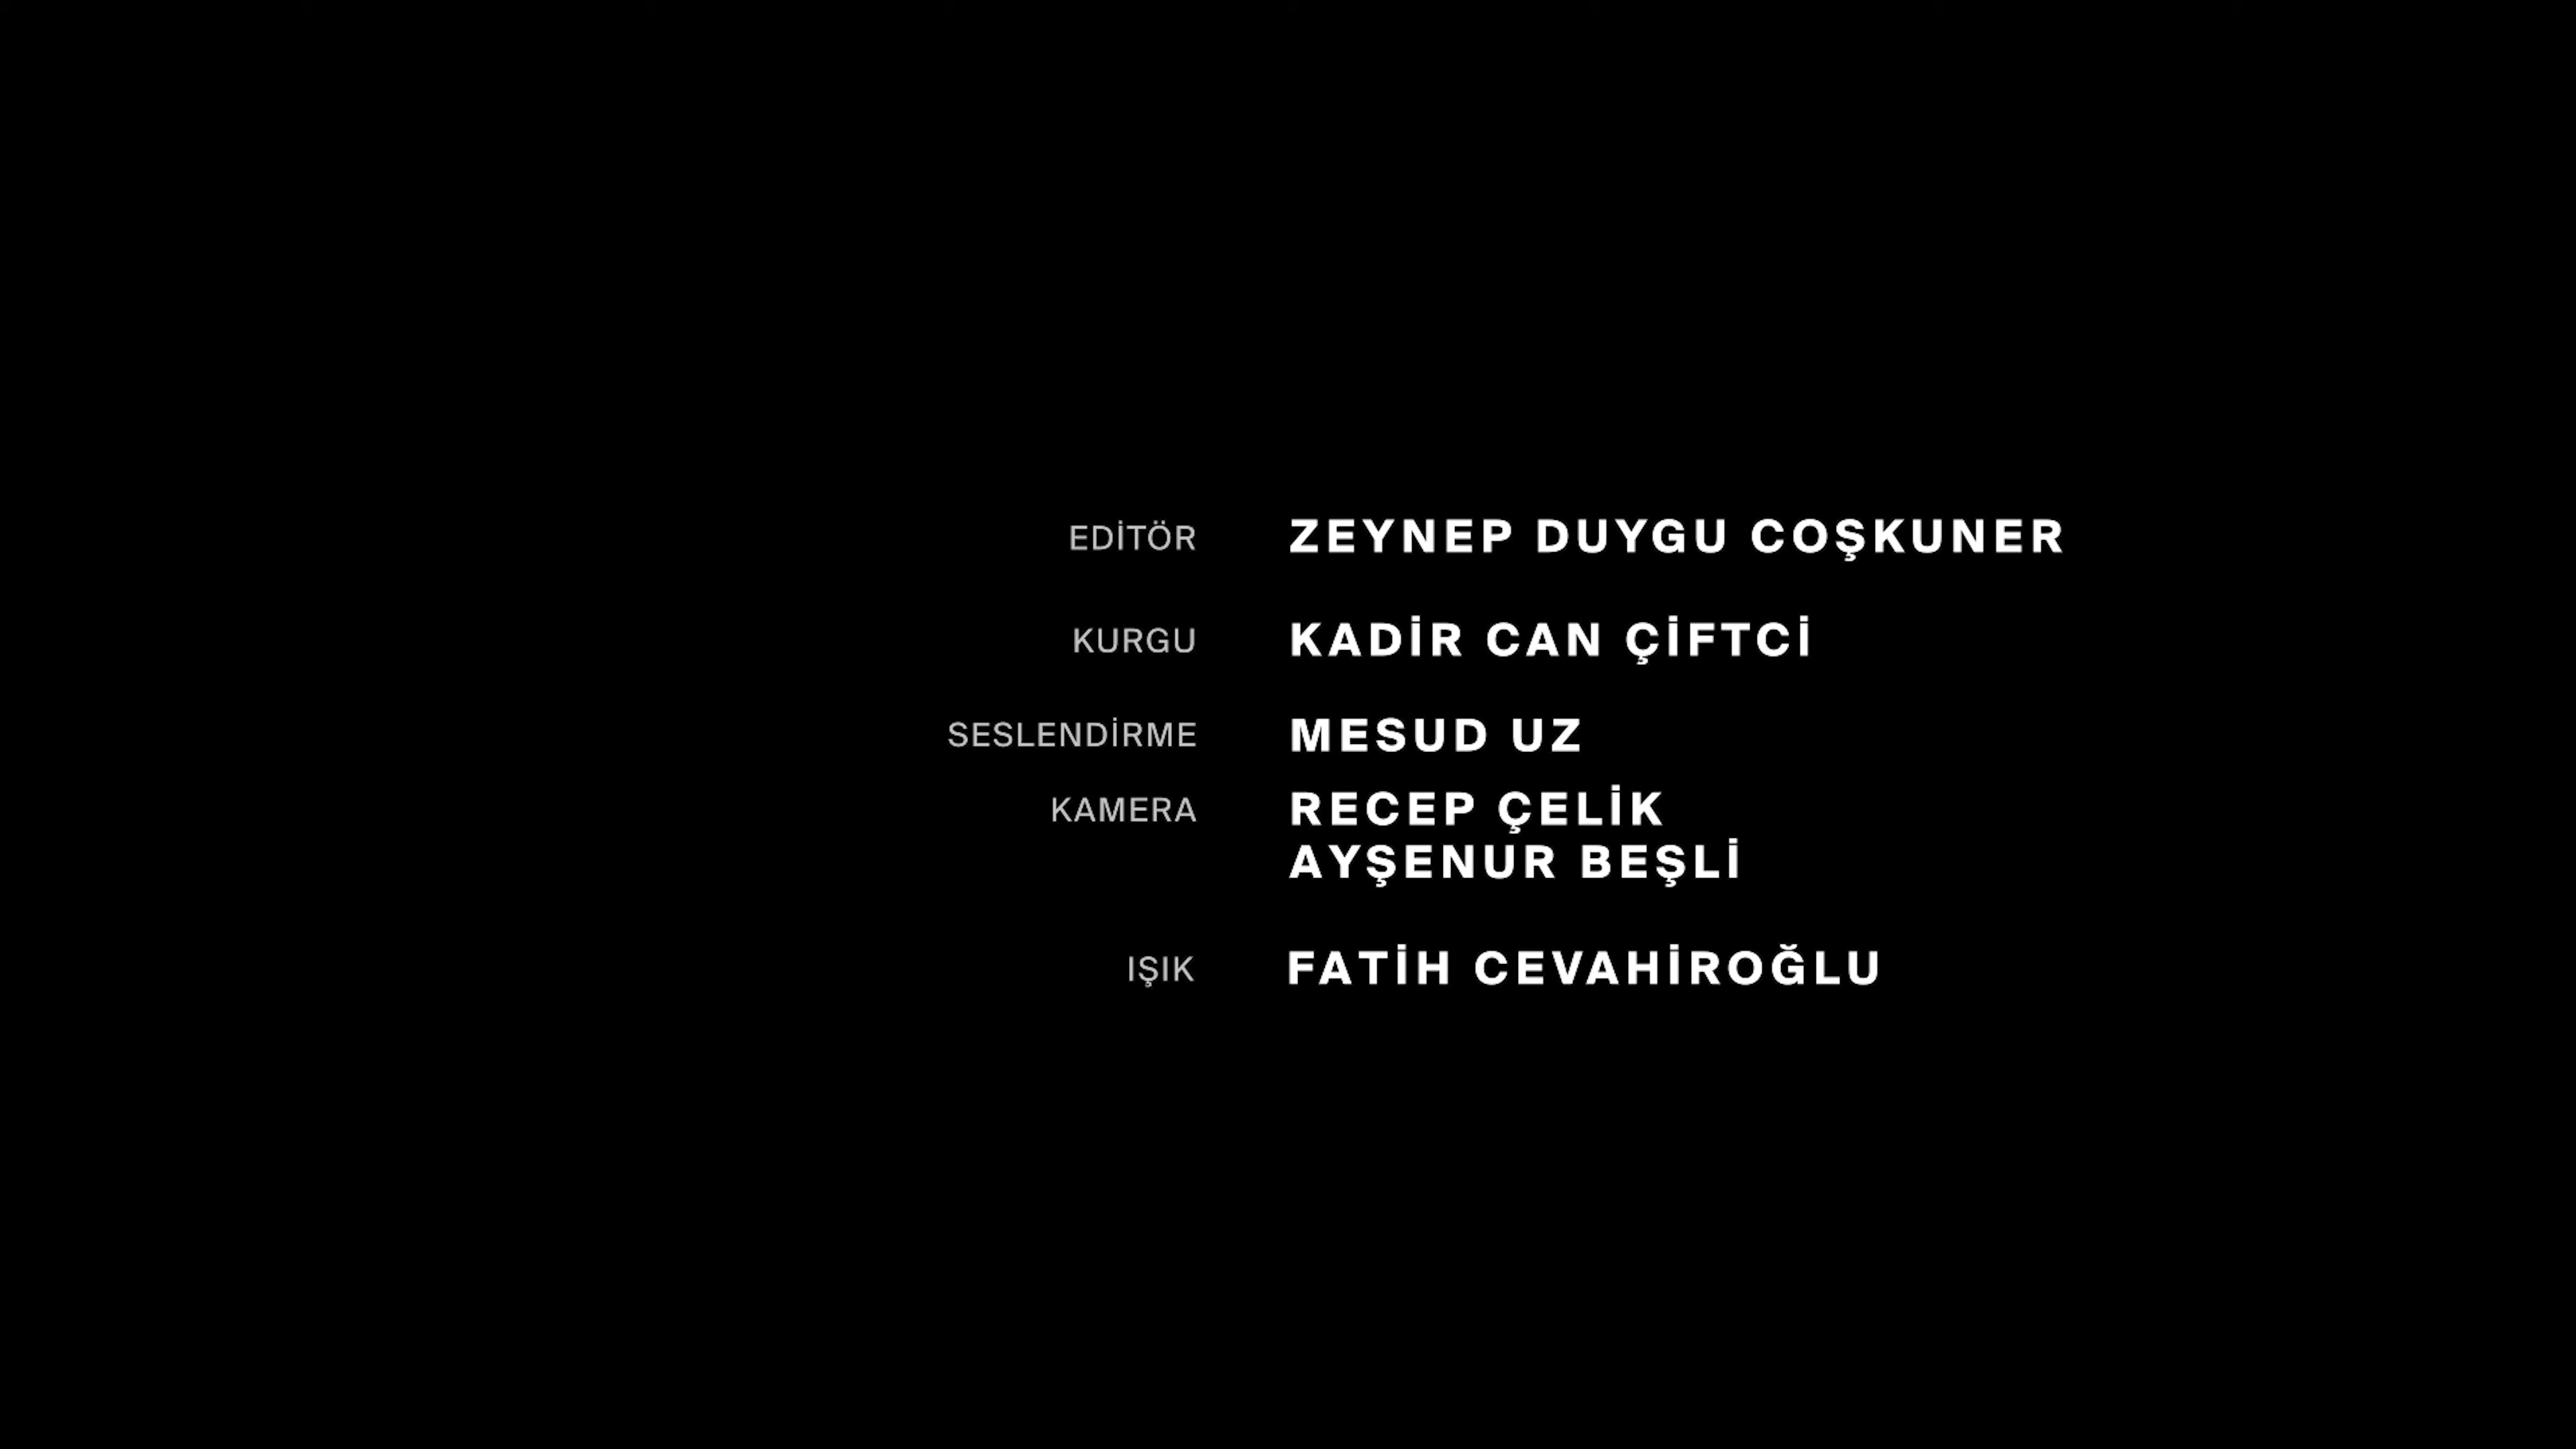 EDİTÖR ZEYNEP DUYGU COŞKUNER
KURGU KADİR CAN ÇİFTCİ
SESLENDİRME MESUD UZ
KAMERA RECEP ÇELİK
AYŞENUR BEŞLİ
IŞIK FATİH CEVAHİROĞLU